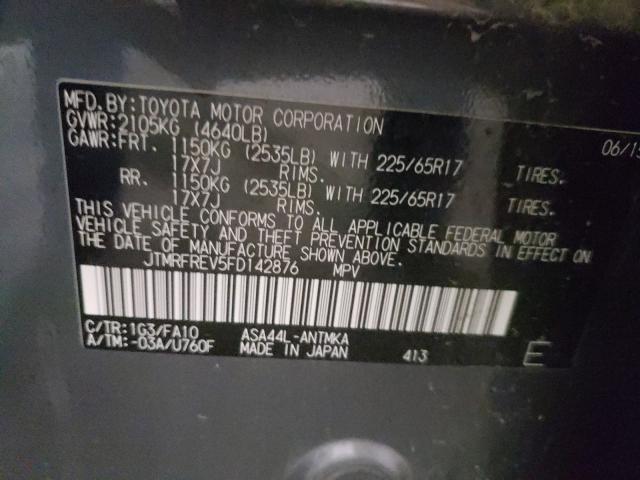 MFD.BY:TOYOTA MOTOR CORPORATION
GVWR:2105KG (4640LB) 06/15
GAWR:FRT. 1150KG (2535LB) WITH 225/65R17 TIRES.
17X7J RIMS.
RR. 1150KG (2535LB) WITH 225/65R17 TIRES.
17X7J RIMS.
THIS VEHICLE CONFORMS TO ALL APPLICABLE FEDERAL MOTOR
VEHICLE SAFETY AND THEFT PREVENTION STANDARDS IN EFFECT ON
THE DATE OF MANUFACTURE SHOWN ABOVE.
JTMRFREV5FD142876 MPV
C/TR:1G3/FA10 ASA44L-ANTMKA
A/TM:-03A/U760F MADE IN JAPAN 413 E